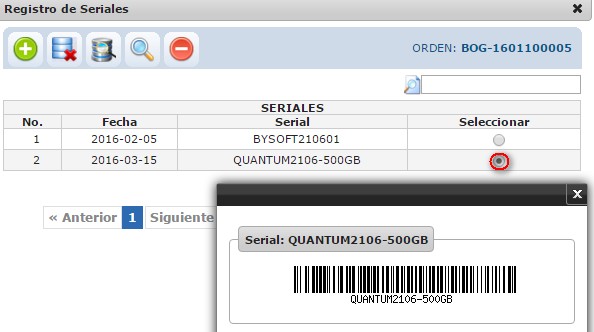 Registro de Seriales
ORDEN: BOG-1601100005
SERIALES
No. Fecha Serial Seleccionar
1 2016-02-05 BYSOFT210601
2 2016-03-15 QUANTUM2106-500GB
« Anterior 1 Siguiente
x
Serial: QUANTUM2106-500GB
QUANTUM2106-500GB